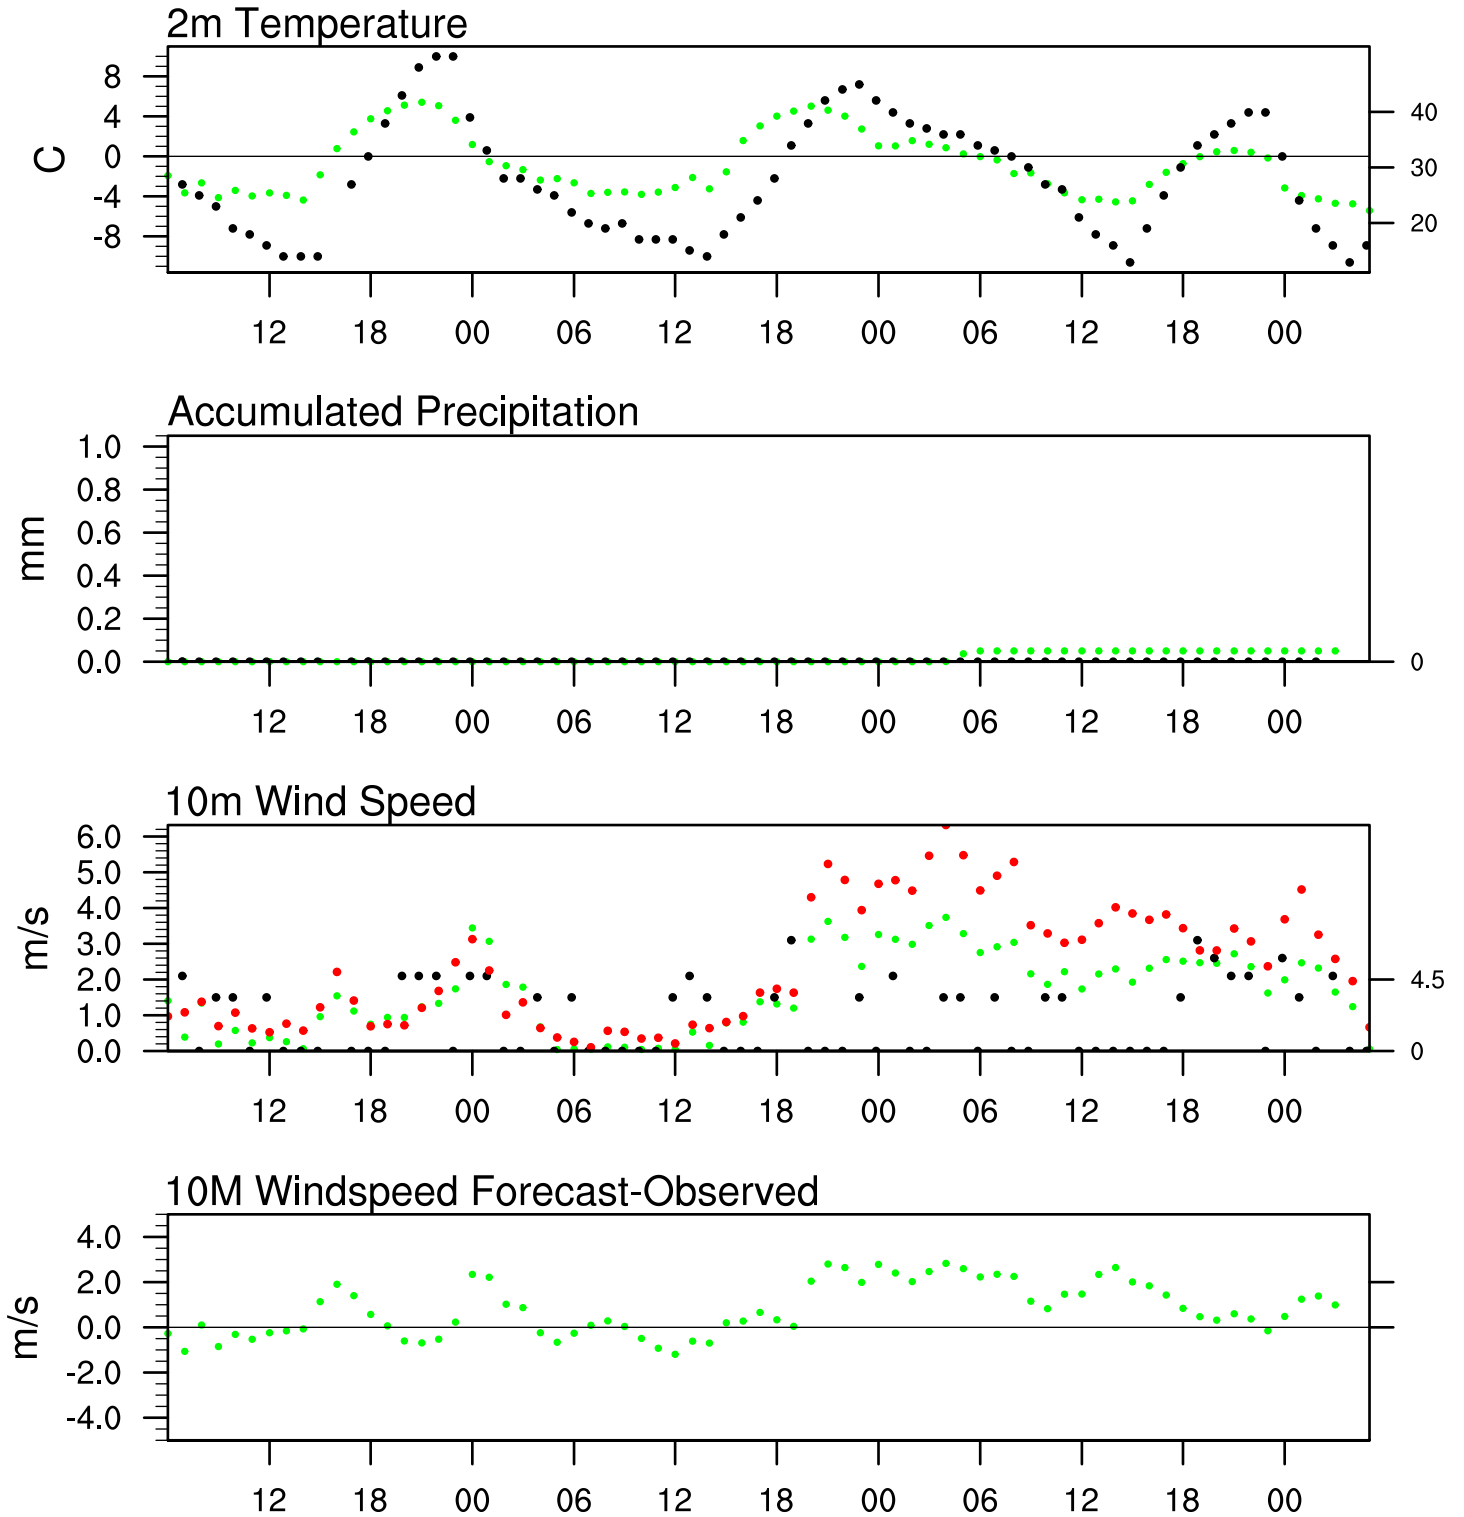 2m Temperature
8
4
0
-4
-8
C
40
30
20
12 18 00 06 12 18 00 06 12 18 00
Accumulated Precipitation
1.0
0.8
0.6
0.4
0.2
0.0
mm
0
12 18 00 06 12 18 00 06 12 18 00
10m Wind Speed
6.0
5.0
4.0
3.0
2.0
1.0
0.0
m/s
4.5
0
12 18 00 06 12 18 00 06 12 18 00
10M Windspeed Forecast-Observed
4.0
2.0
0.0
-2.0
-4.0
m/s
12 18 00 06 12 18 00 06 12 18 00